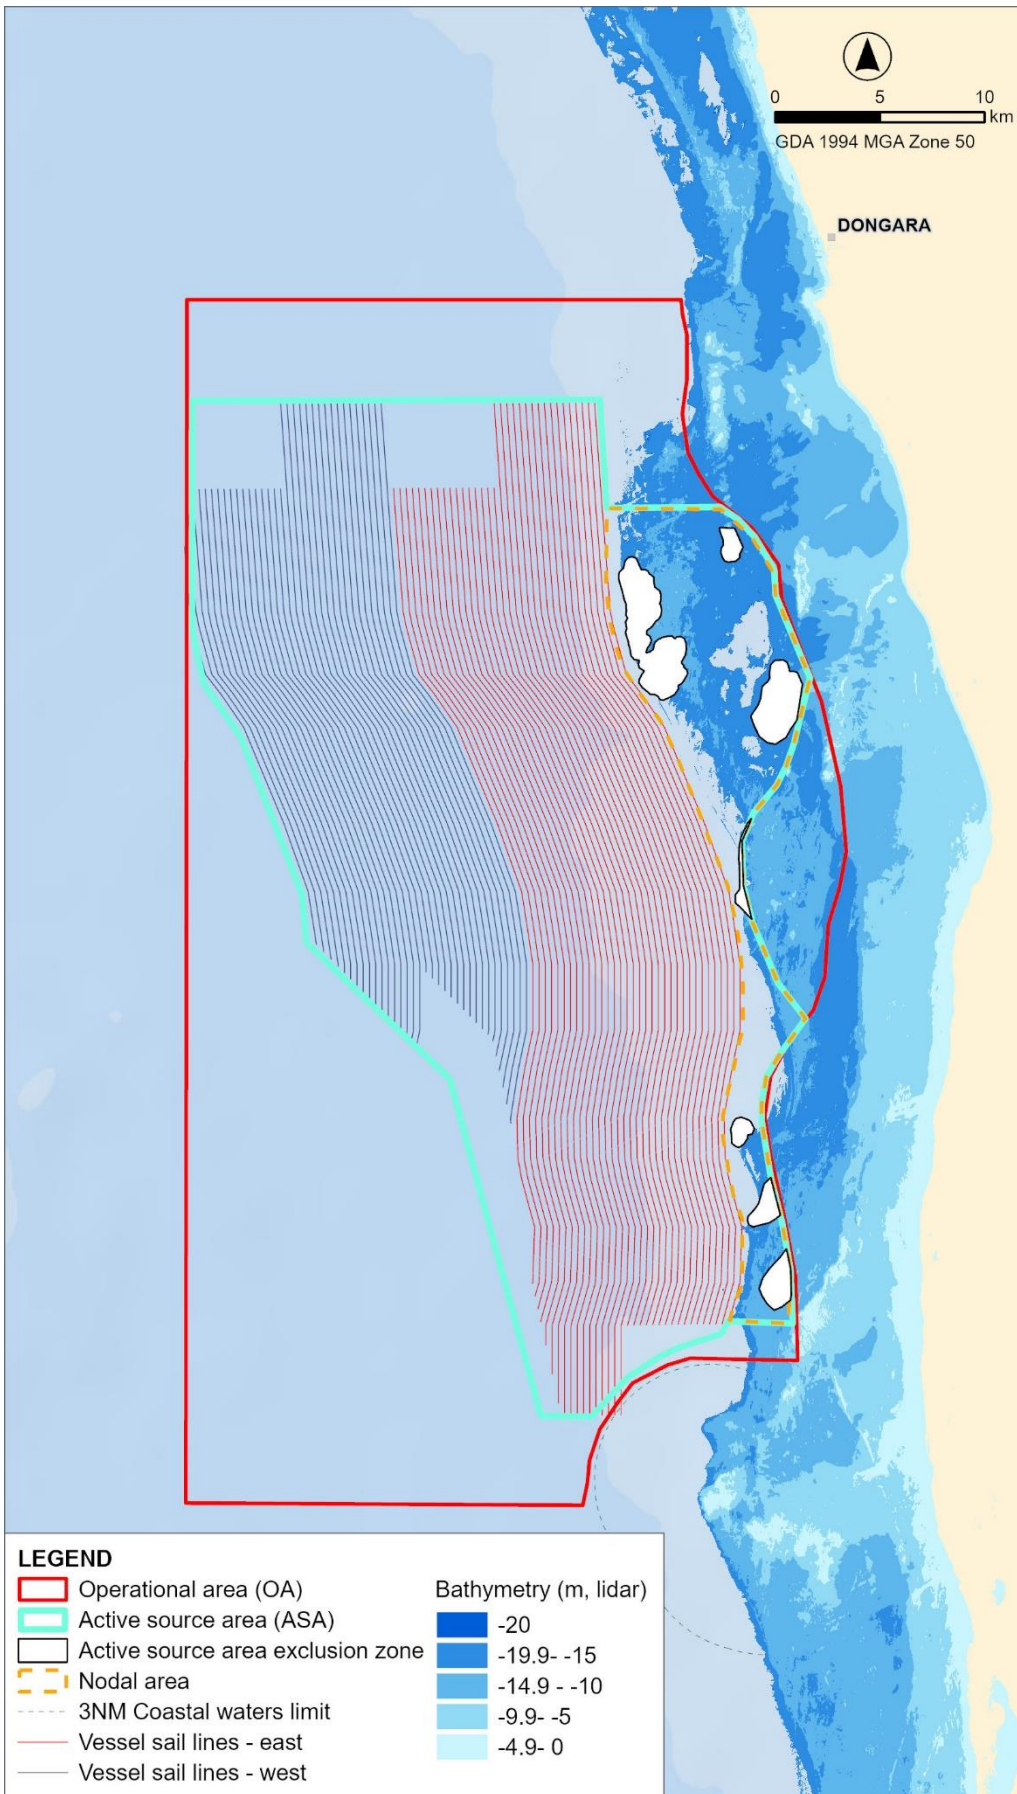 0 5 10
km
GDA 1994 MGA Zone 50
DONGARA
LEGEND
Operational area (OA)
Active source area (ASA)
Active source area exclusion zone
Nodal area
3NM Coastal waters limit
Vessel sail lines - east
Vessel sail lines - west
Bathymetry (m, lidar)
-20
-19.9- -15
-14.9 - -10
-9.9- -5
-4.9- 0